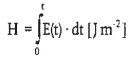 H = ∫₀ᵗ E(t) · dt [J m⁻²]